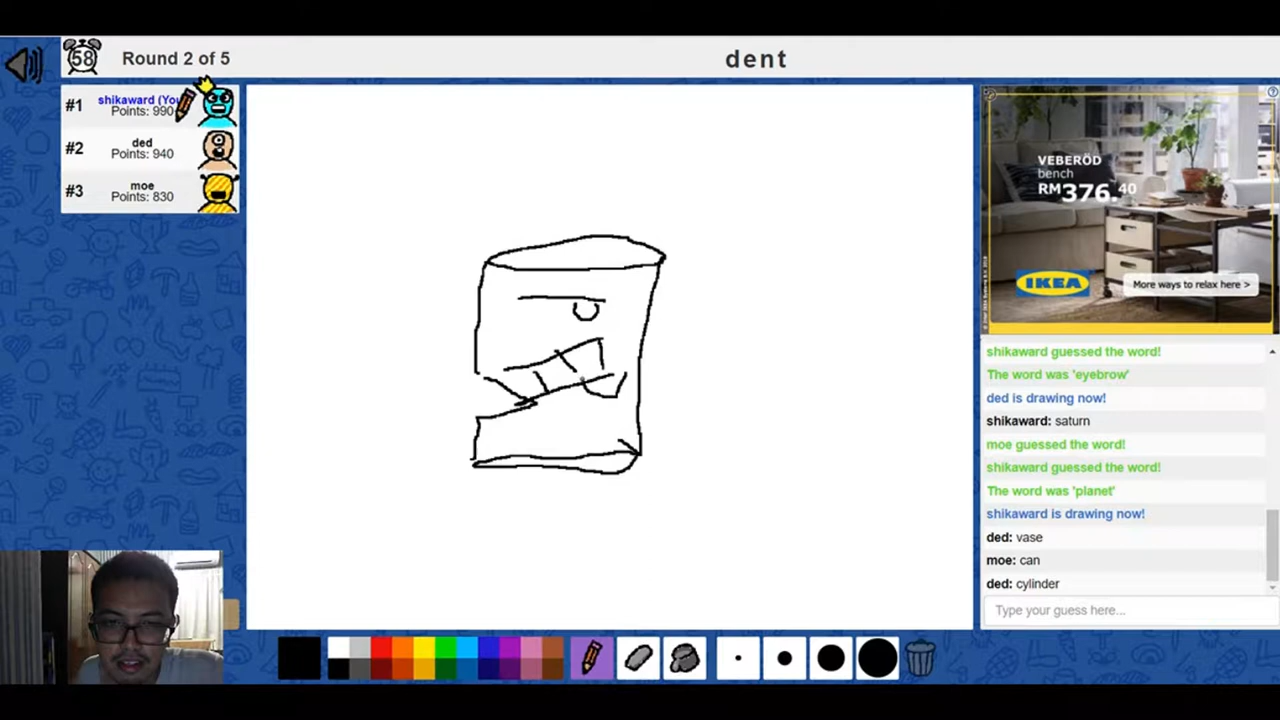 58
Round 2 of 5
dent
#1
shikaward (You
Points: 990
#2
ded
Points: 940
#3
moe
Points: 830
VEBERÖD
bench
RM376.40
IKEA
More ways to relax here >
shikaward guessed the word!
The word was 'eyebrow'
ded is drawing now!
shikaward: saturn
moe guessed the word!
shikaward guessed the word!
The word was 'planet'
shikaward is drawing now!
ded: vase
moe: can
ded: cylinder
Type your guess here...